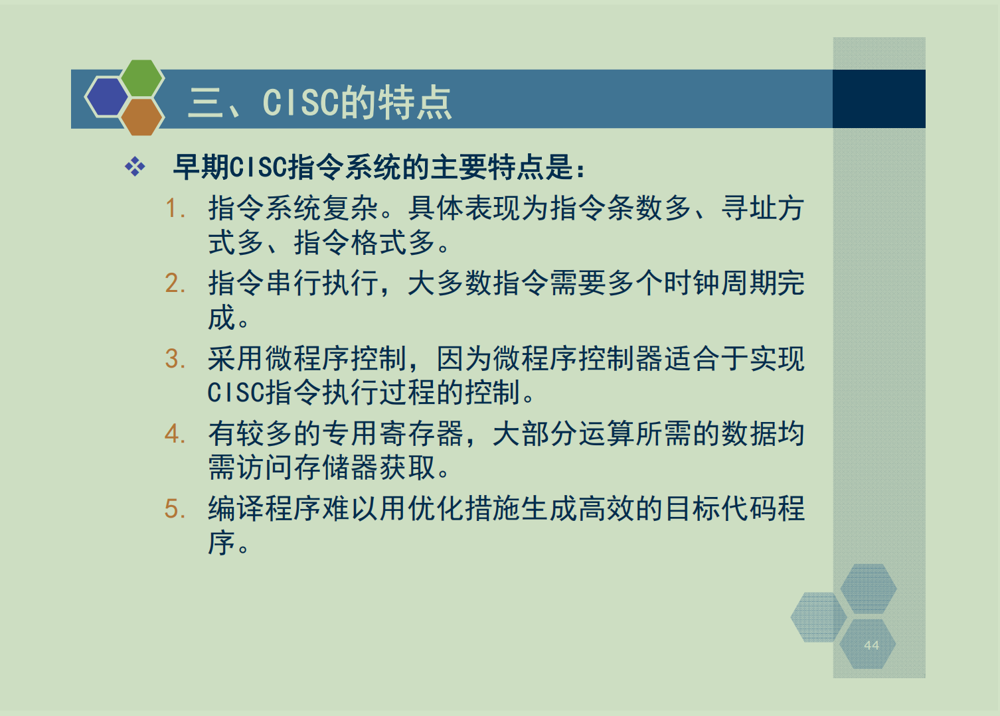 三、CISC的特点
早期CISC指令系统的主要特点是：
1. 指令系统复杂。具体表现为指令条数多、寻址方
式多、指令格式多。
2. 指令串行执行，大多数指令需要多个时钟周期完
成。
3. 采用微程序控制，因为微程序控制器适合于实现
CISC指令执行过程的控制。
4. 有较多的专用寄存器，大部分运算所需的数据均
需访问存储器获取。
5. 编译程序难以用优化措施生成高效的目标代码程
序。
44